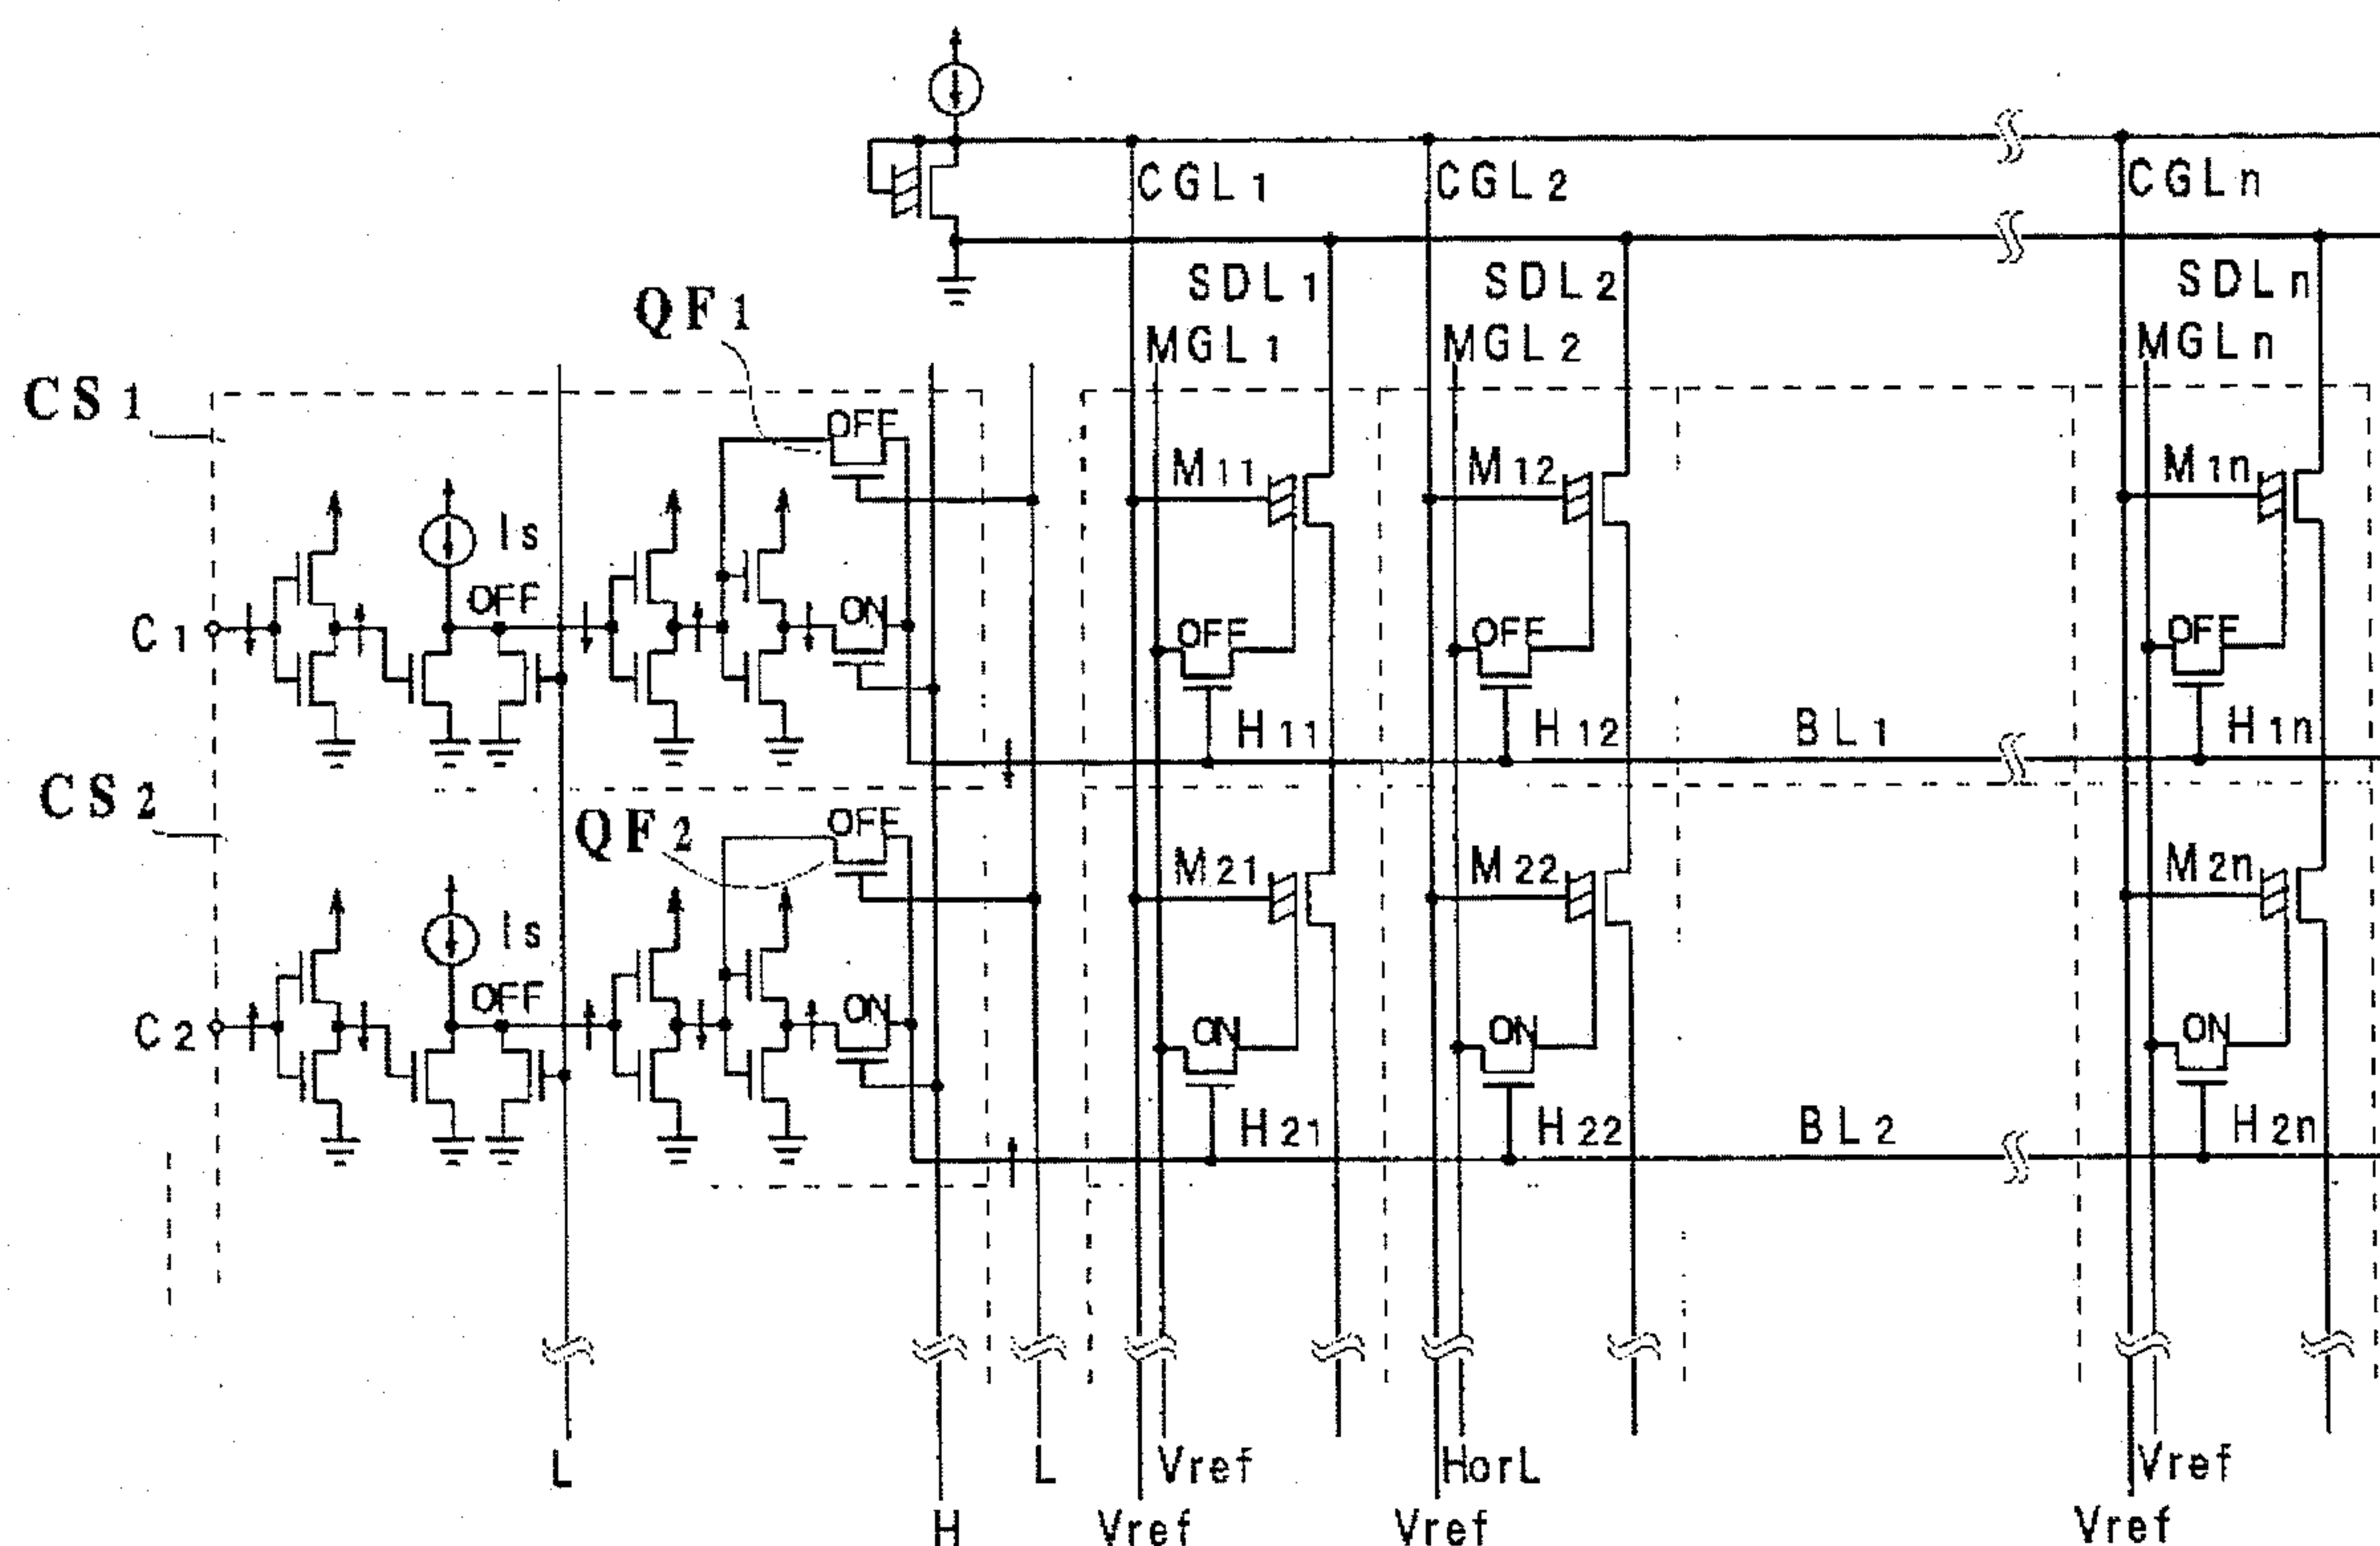 CGL1 CGL2 CGLn
SDL1 SDL2 SDLn
QF1
MGL1 MGL2 MGLn
CS1
OFF
M11 M12 M1n
Is
OFF ON
OFF OFF OFF
C1
H11 H12 BL1 H1n
CS2
QF2
OFF
M21 M22 M2n
Is
OFF ON
ON ON ON
C2
H21 H22 BL2 H2n
L L Vref HorL Vref
H Vref Vref Vref